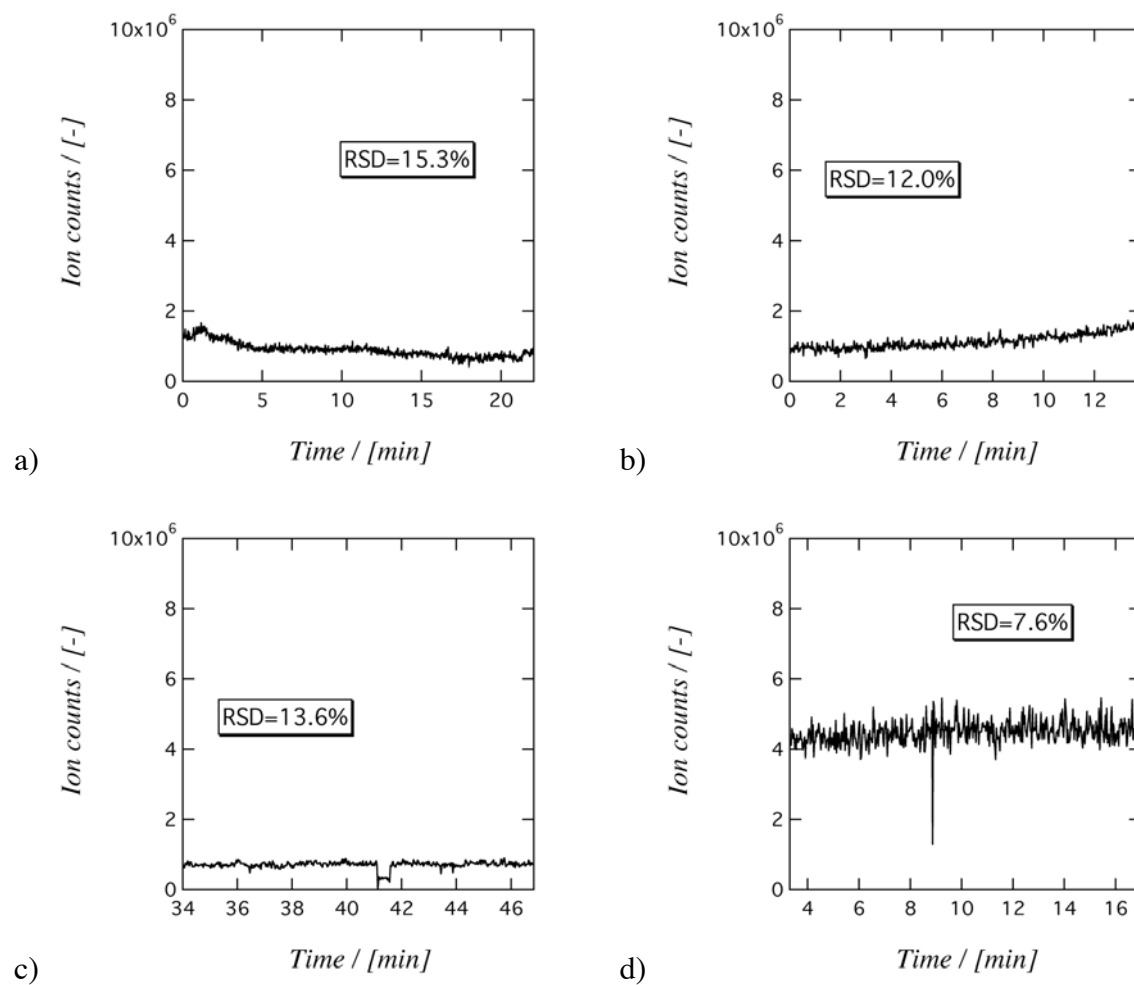 10x10^6
8
6
4
2
0
Ion counts / [-]
RSD=15.3%
0 5 10 15 20
Time / [min]
a)
10x10^6
8
6
4
2
0
Ion counts / [-]
RSD=12.0%
0 2 4 6 8 10 12
Time / [min]
b)
10x10^6
8
6
4
2
0
Ion counts / [-]
RSD=13.6%
34 36 38 40 42 44 46
Time / [min]
c)
10x10^6
8
6
4
2
0
Ion counts / [-]
RSD=7.6%
4 6 8 10 12 14 16
Time / [min]
d)